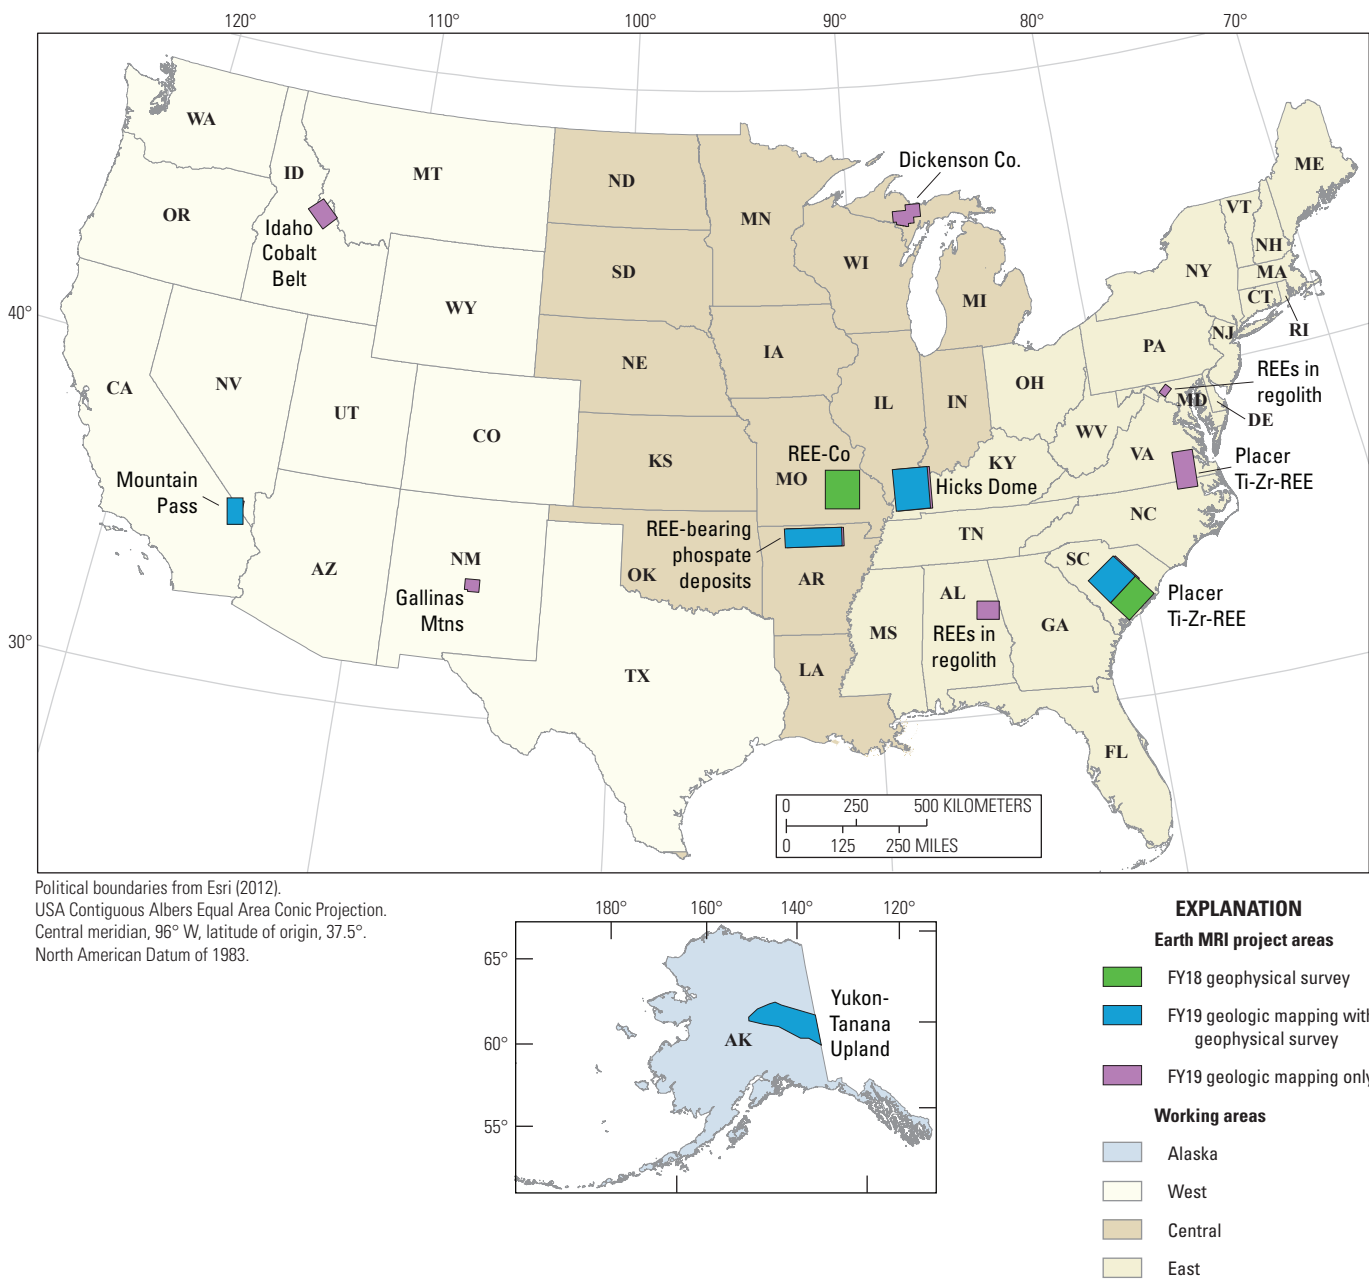 120°
110°
100°
90°
80°
70°
40°
30°
WA
OR
ID
MT
ND
MN
Dickenson Co.
ME
VT
NH
NY
MA
CT
RI
Idaho
Cobalt
Belt
WY
SD
WI
MI
NE
IA
PA
NJ
CA
NV
UT
CO
KS
MO
IL
IN
OH
WV
VA
MD
DE
REEs in
regolith
KY
REE-Co
Hicks Dome
Placer
Ti-Zr-REE
Mountain
Pass
AZ
NM
Gallinas
Mtns
OK
REE-bearing
phospate
deposits
AR
TN
NC
SC
Placer
Ti-Zr-REE
TX
LA
MS
AL
REEs in
regolith
GA
FL
0 250 500 KILOMETERS
0 125 250 MILES
Political boundaries from Esri (2012).
USA Contiguous Albers Equal Area Conic Projection.
Central meridian, 96° W, latitude of origin, 37.5°.
North American Datum of 1983.
180° 160° 140° 120°
65°
60°
55°
AK
Yukon-
Tanana
Upland
EXPLANATION
Earth MRI project areas
FY18 geophysical survey
FY19 geologic mapping with
geophysical survey
FY19 geologic mapping only
Working areas
Alaska
West
Central
East